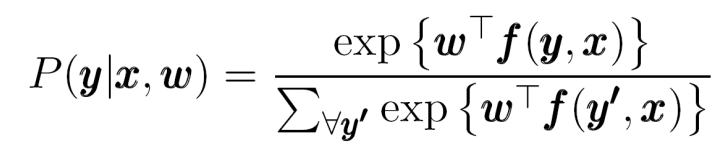 P(y|x, w) = exp {w⊤f(y, x)} / ∑∀y′ exp {w⊤f(y′, x)}